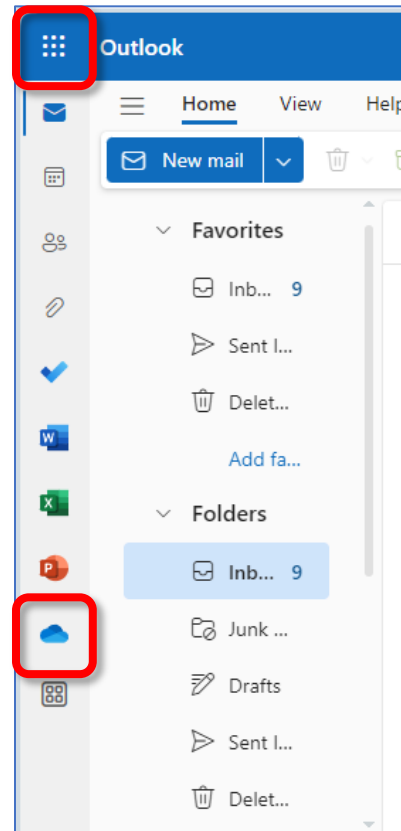 Outlook
Home View Help
New mail
Favorites
Inb... 9
Sent I...
Delet...
Add fa...
Folders
Inb... 9
Junk ...
Drafts
Sent I...
Delet...